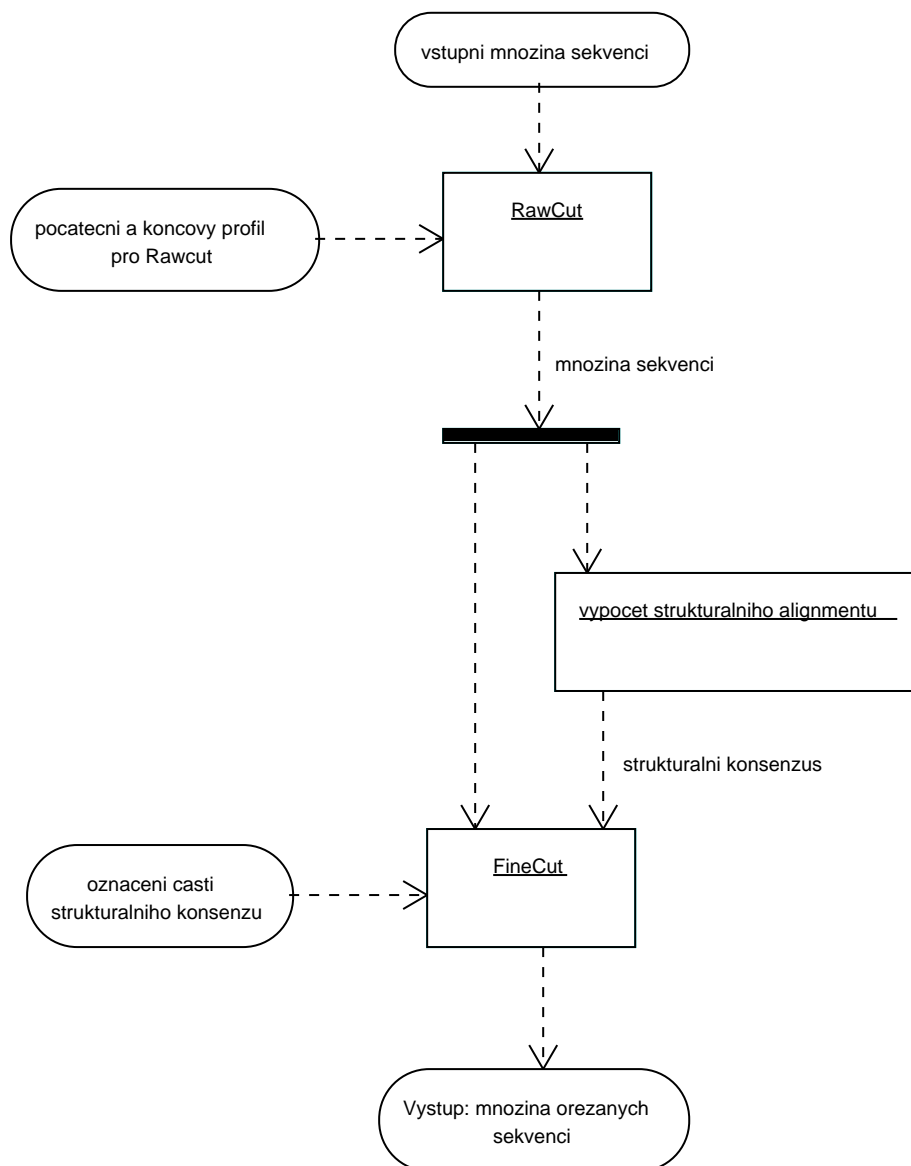 vstupni mnozina sekvenci
RawCut
pocatecni a koncovy profil
pro Rawcut
mnozina sekvenci
vypocet strukturalniho alignmentu
strukturalni konsenzus
FineCut
oznaceni casti
strukturalniho konsenzu
Vystup: mnozina orezanych
sekvenci